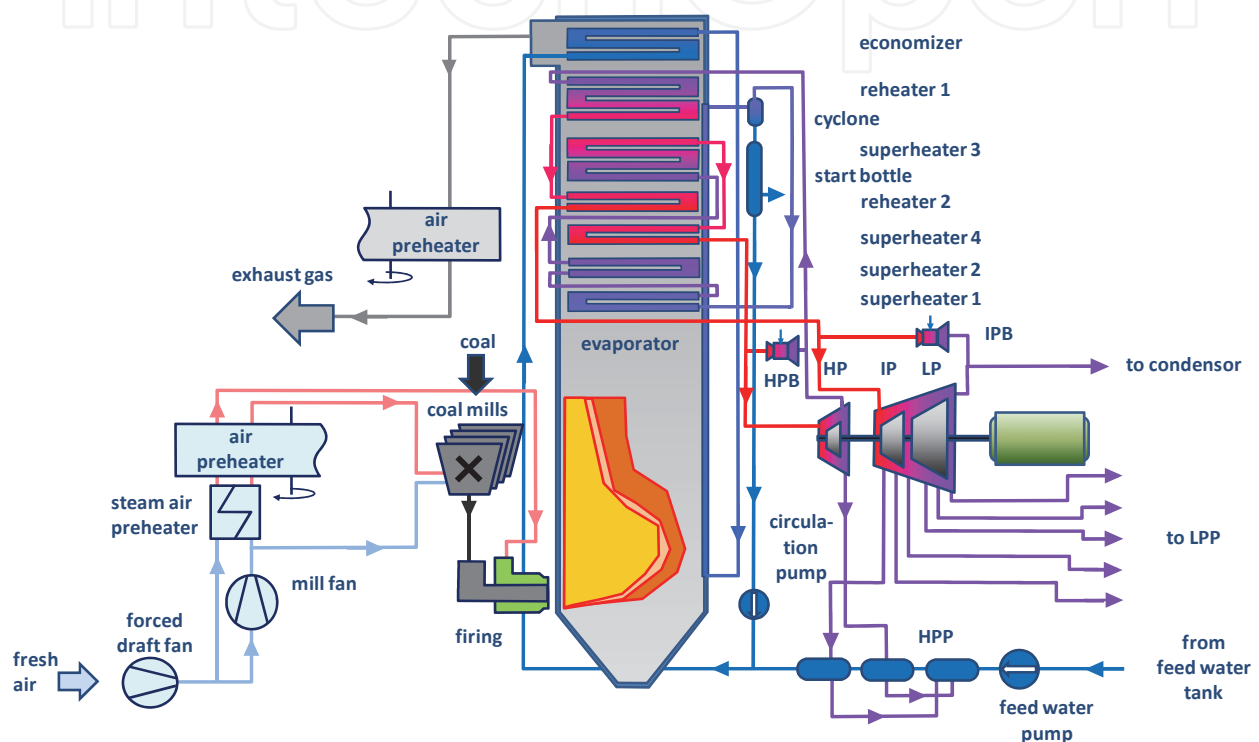 intechopen
economizer
reheater 1
cyclone
superheater 3
start bottle
reheater 2
superheater 4
superheater 2
superheater 1
air
preheater
exhaust gas
evaporator
IPB
HPB
HP
IP
LP
to condensor
coal
coal mills
air
preheater
steam air
preheater
mill fan
forced
draft fan
fresh
air
firing
circula-
tion
pump
to LPP
HPP
from
feed water
tank
feed water
pump